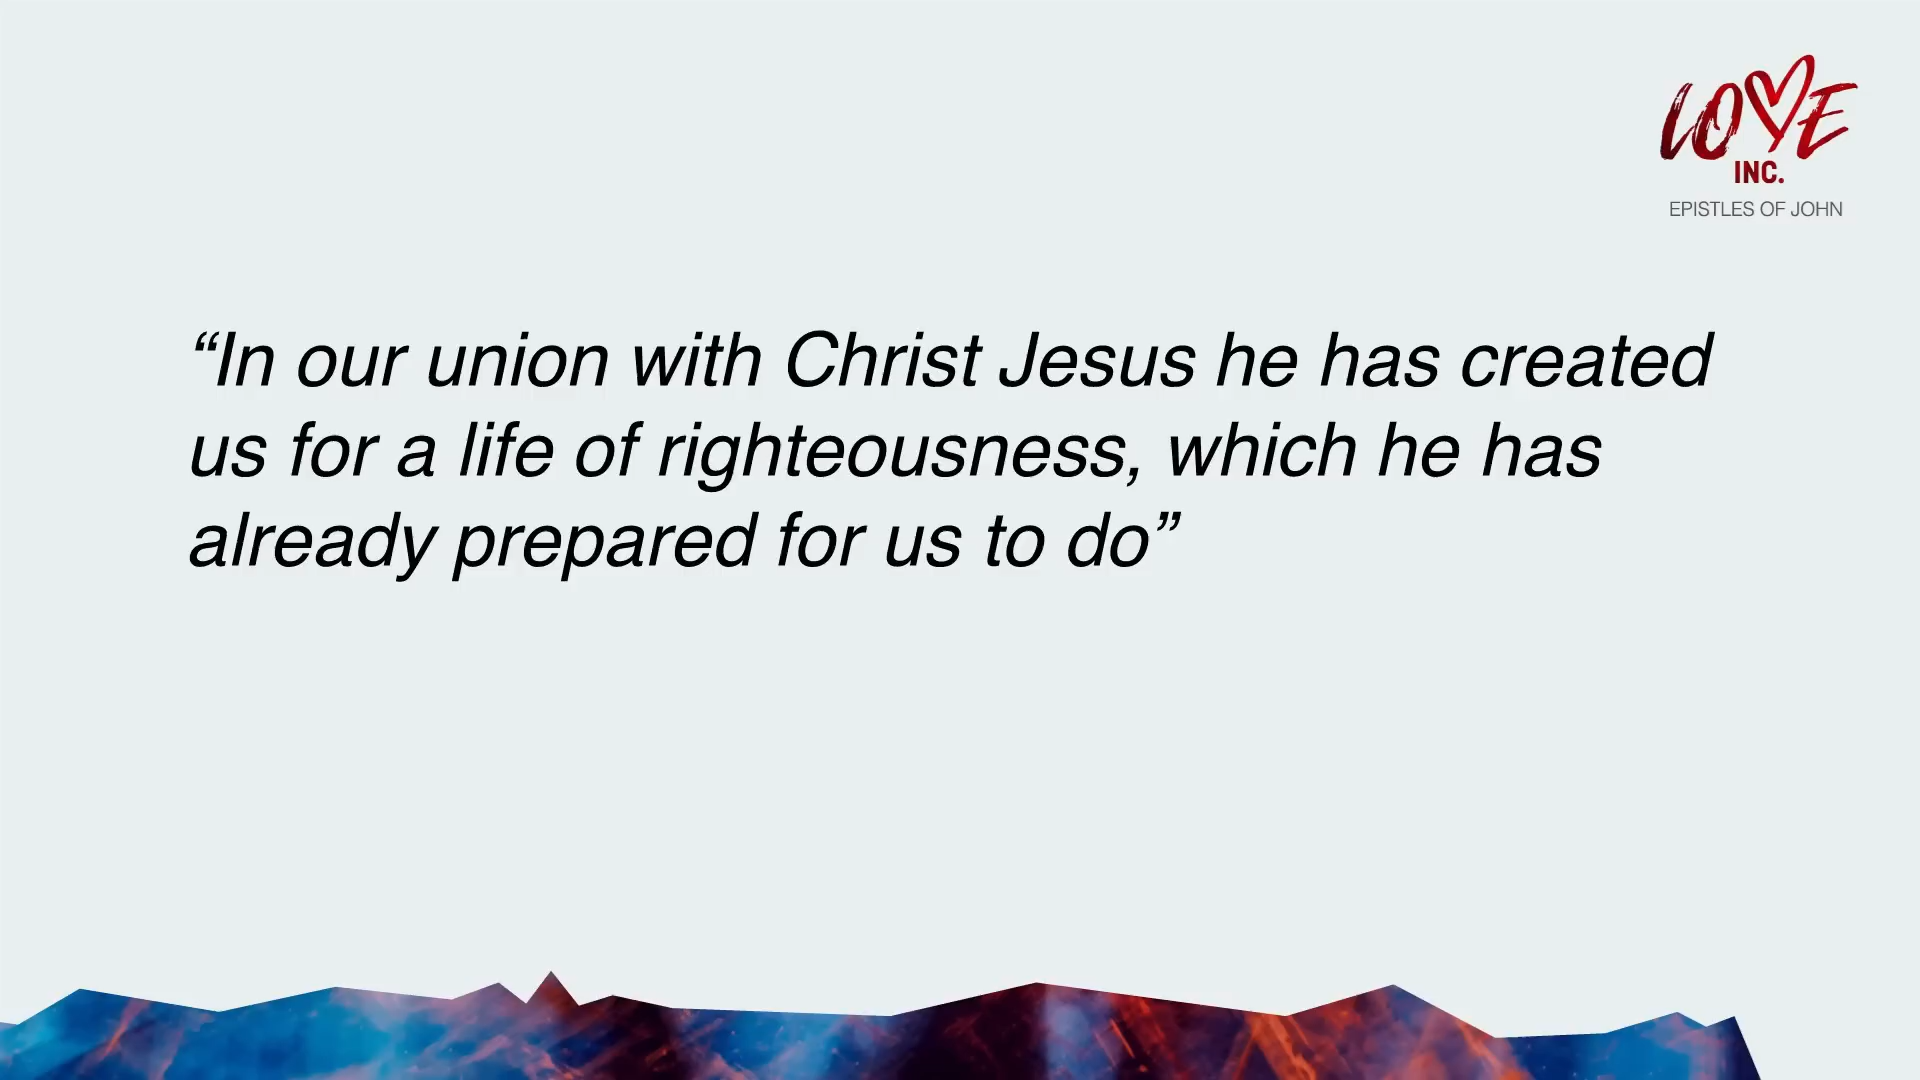 LOVE
INC.
EPISTLES OF JOHN
“In our union with Christ Jesus he has created
us for a life of righteousness, which he has
already prepared for us to do”